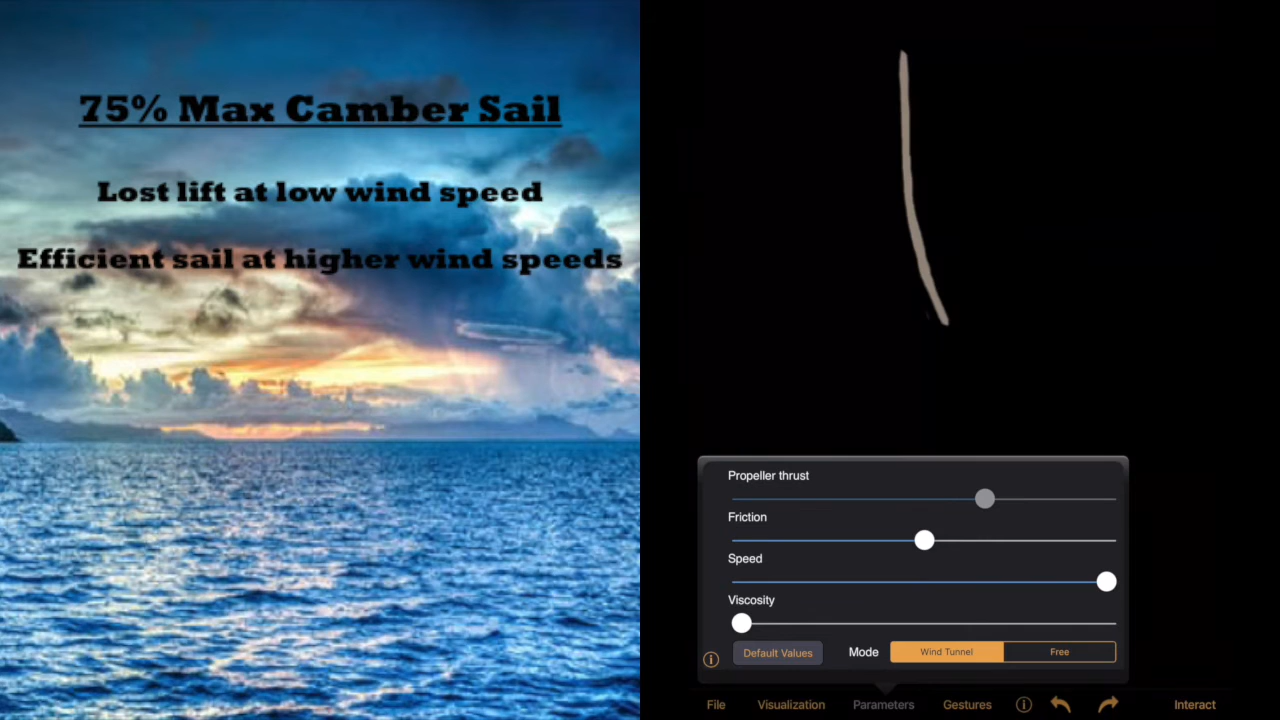 75% Max Camber Sail
Lost lift at low wind speed
Efficient sail at higher wind speeds
Propeller thrust
Friction
Speed
Viscosity
Default Values Mode Wind Tunnel Free
File Visualization Parameters Gestures Interact